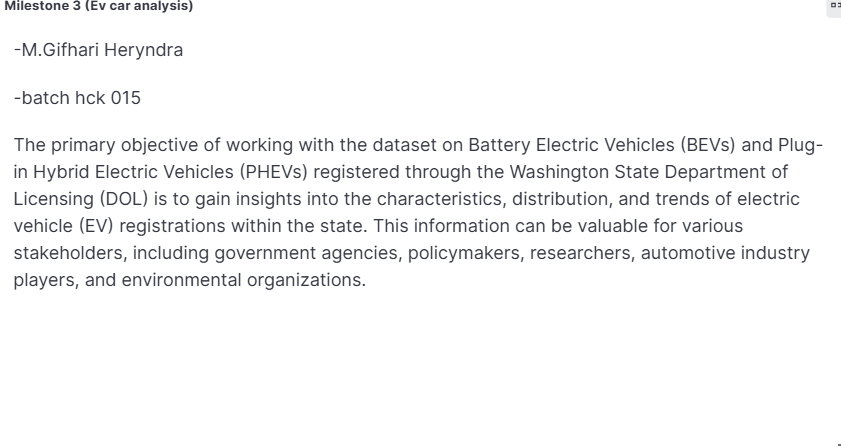 Milestone 3 (Ev car analysis)
-M.Gifhari Heryndra
-batch hck 015
The primary objective of working with the dataset on Battery Electric Vehicles (BEVs) and Plug-
in Hybrid Electric Vehicles (PHEVs) registered through the Washington State Department of
Licensing (DOL) is to gain insights into the characteristics, distribution, and trends of electric
vehicle (EV) registrations within the state. This information can be valuable for various
stakeholders, including government agencies, policymakers, researchers, automotive industry
players, and environmental organizations.